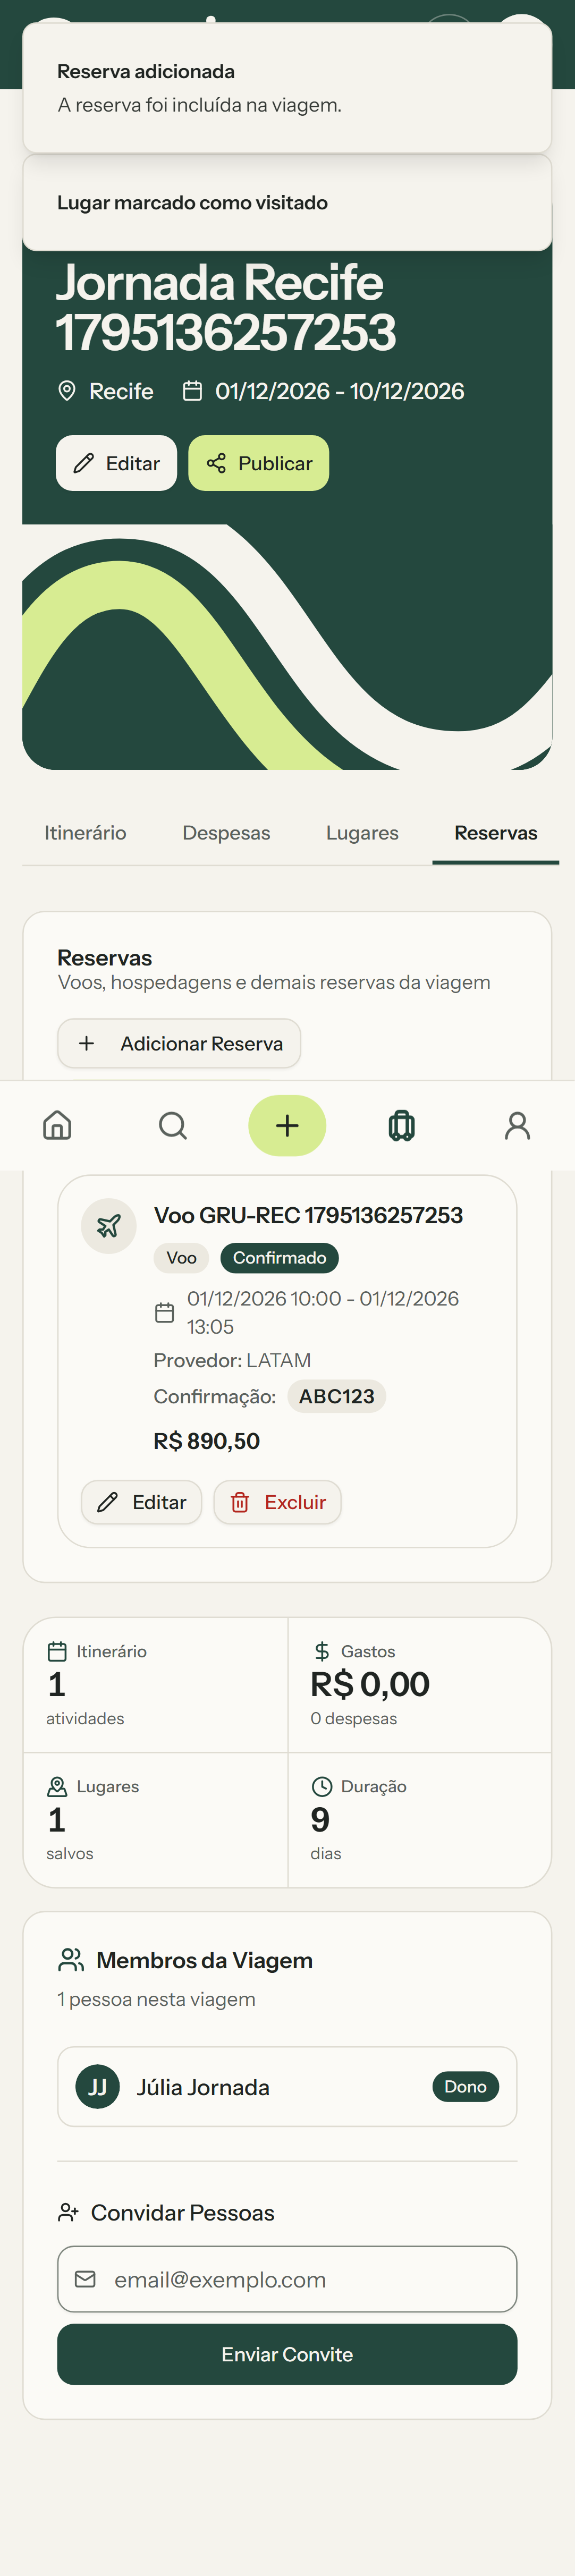 Reserva adicionada
A reserva foi incluída na viagem.
Lugar marcado como visitado
Jornada Recife
1795136257253
Recife 01/12/2026 - 10/12/2026
Editar Publicar
Itinerário Despesas Lugares Reservas
Reservas
Voos, hospedagens e demais reservas da viagem
Adicionar Reserva
Voo GRU-REC 1795136257253
Voo Confirmado
01/12/2026 10:00 - 01/12/2026
13:05
Provedor: LATAM
Confirmação: ABC123
R$ 890,50
Editar Excluir
Itinerário
1
atividades
Gastos
R$ 0,00
0 despesas
Lugares
1
salvos
Duração
9
dias
Membros da Viagem
1 pessoa nesta viagem
JJ Júlia Jornada Dono
Convidar Pessoas
email@exemplo.com
Enviar Convite